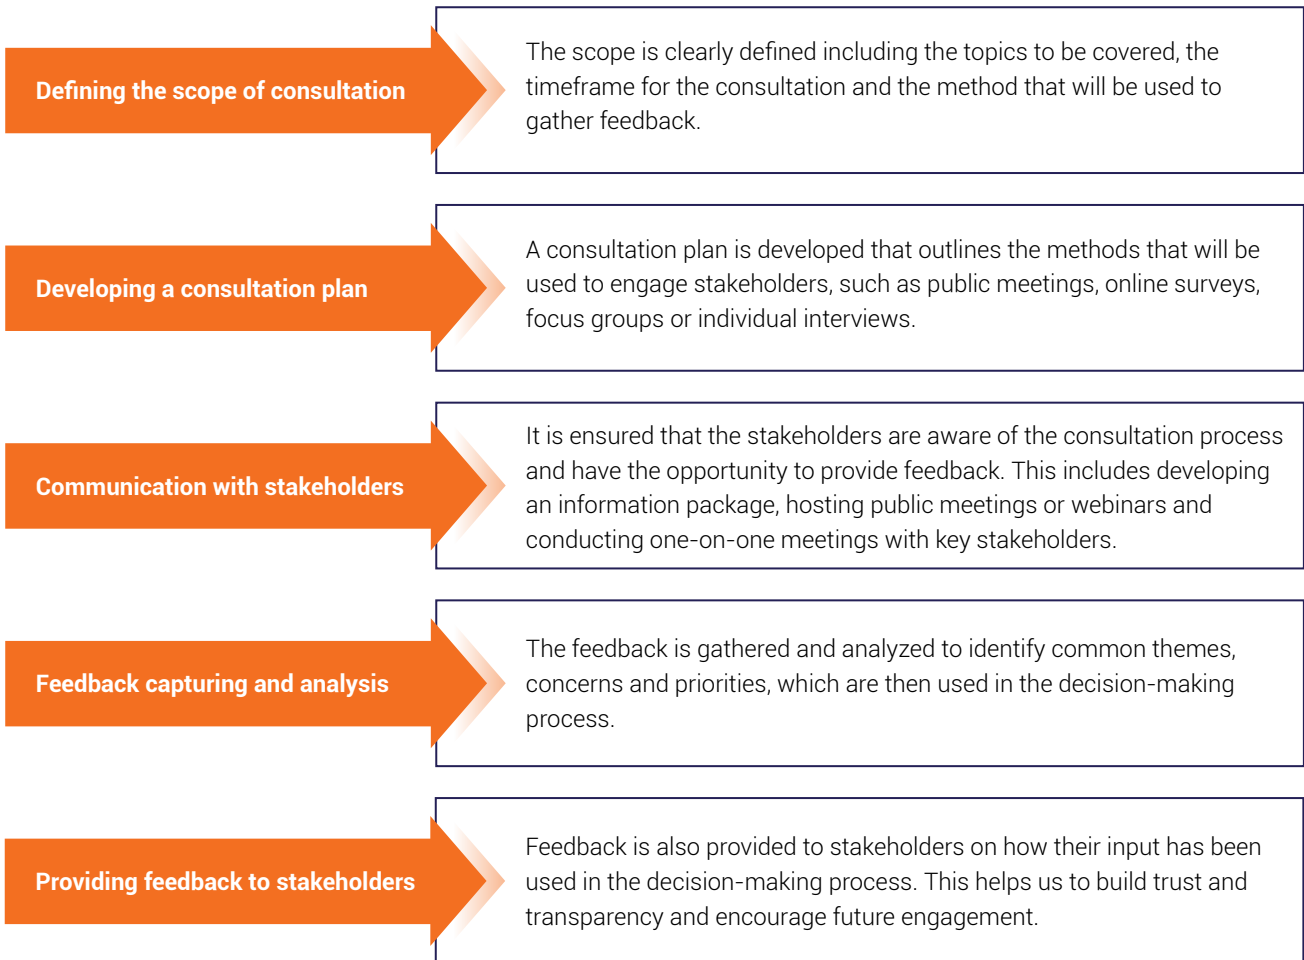 Defining the scope of consultation
The scope is clearly defined including the topics to be covered, the
timeframe for the consultation and the method that will be used to
gather feedback.
Developing a consultation plan
A consultation plan is developed that outlines the methods that will be
used to engage stakeholders, such as public meetings, online surveys,
focus groups or individual interviews.
Communication with stakeholders
It is ensured that the stakeholders are aware of the consultation process
and have the opportunity to provide feedback. This includes developing
an information package, hosting public meetings or webinars and
conducting one-on-one meetings with key stakeholders.
Feedback capturing and analysis
The feedback is gathered and analyzed to identify common themes,
concerns and priorities, which are then used in the decision-making
process.
Providing feedback to stakeholders
Feedback is also provided to stakeholders on how their input has been
used in the decision-making process. This helps us to build trust and
transparency and encourage future engagement.